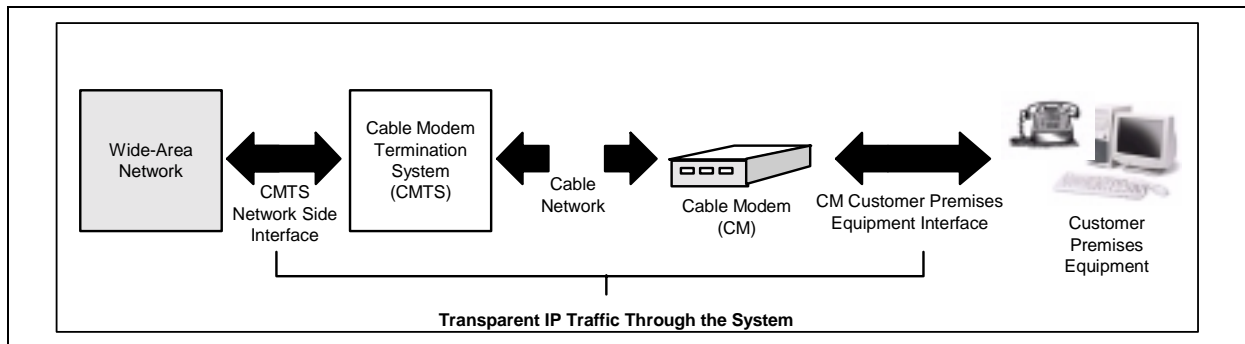 Wide-Area
Network
CMTS
Network Side
Interface
Cable Modem
Termination
System
(CMTS)
Cable
Network
Cable Modem
(CM)
CM Customer Premises
Equipment Interface
Customer
Premises
Equipment
Transparent IP Traffic Through the System